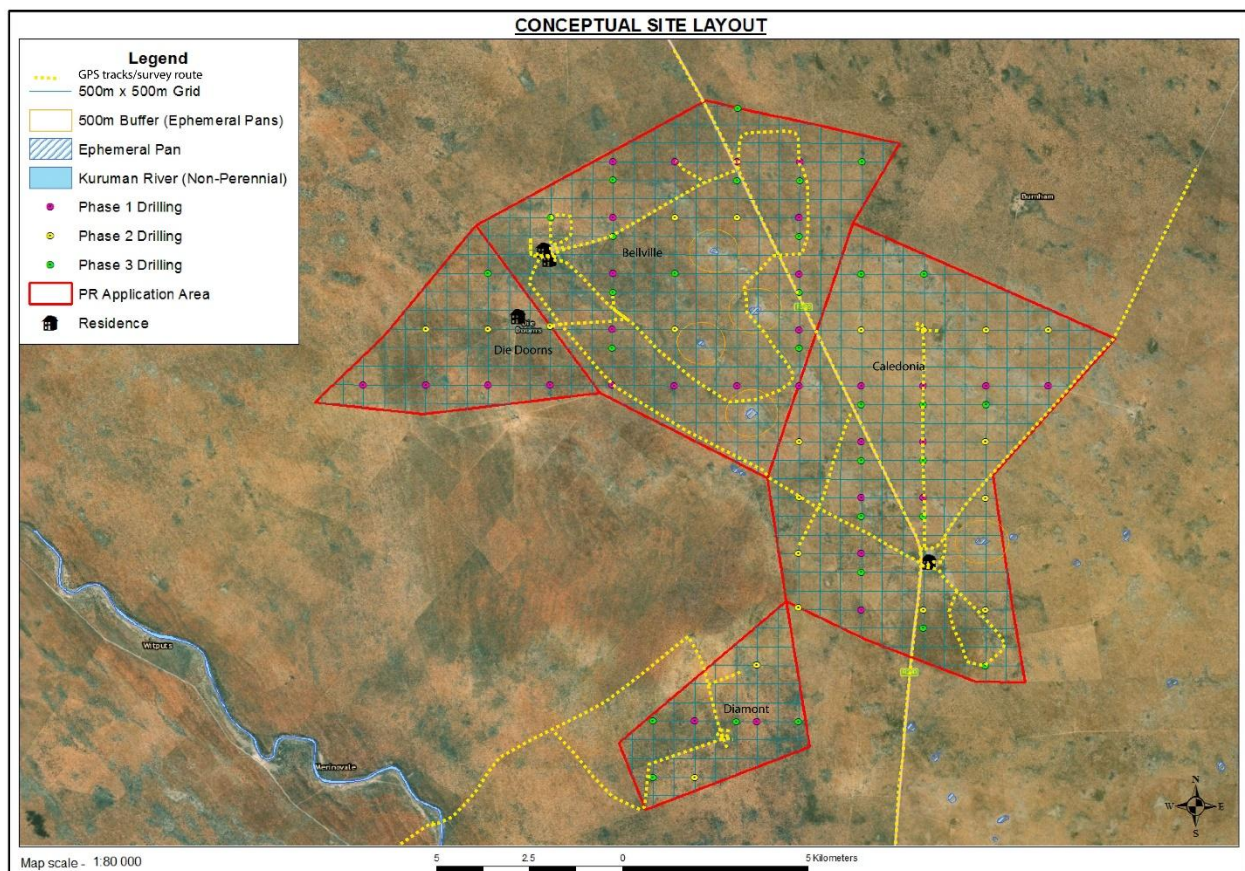 CONCEPTUAL SITE LAYOUT
Legend
GPS tracks/survey route
500m x 500m Grid
500m Buffer (Ephemeral Pans)
Ephemeral Pan
Kuruman River (Non-Perennial)
Phase 1 Drilling
Phase 2 Drilling
Phase 3 Drilling
PR Application Area
Residence
Burnham
Bellville
Doorns
Die Doorns
Caledonia
Witputs
Diamont
Merinovale
N
W E
S
Map scale - 1:80 000
5 2.5 0 5 Kilometers